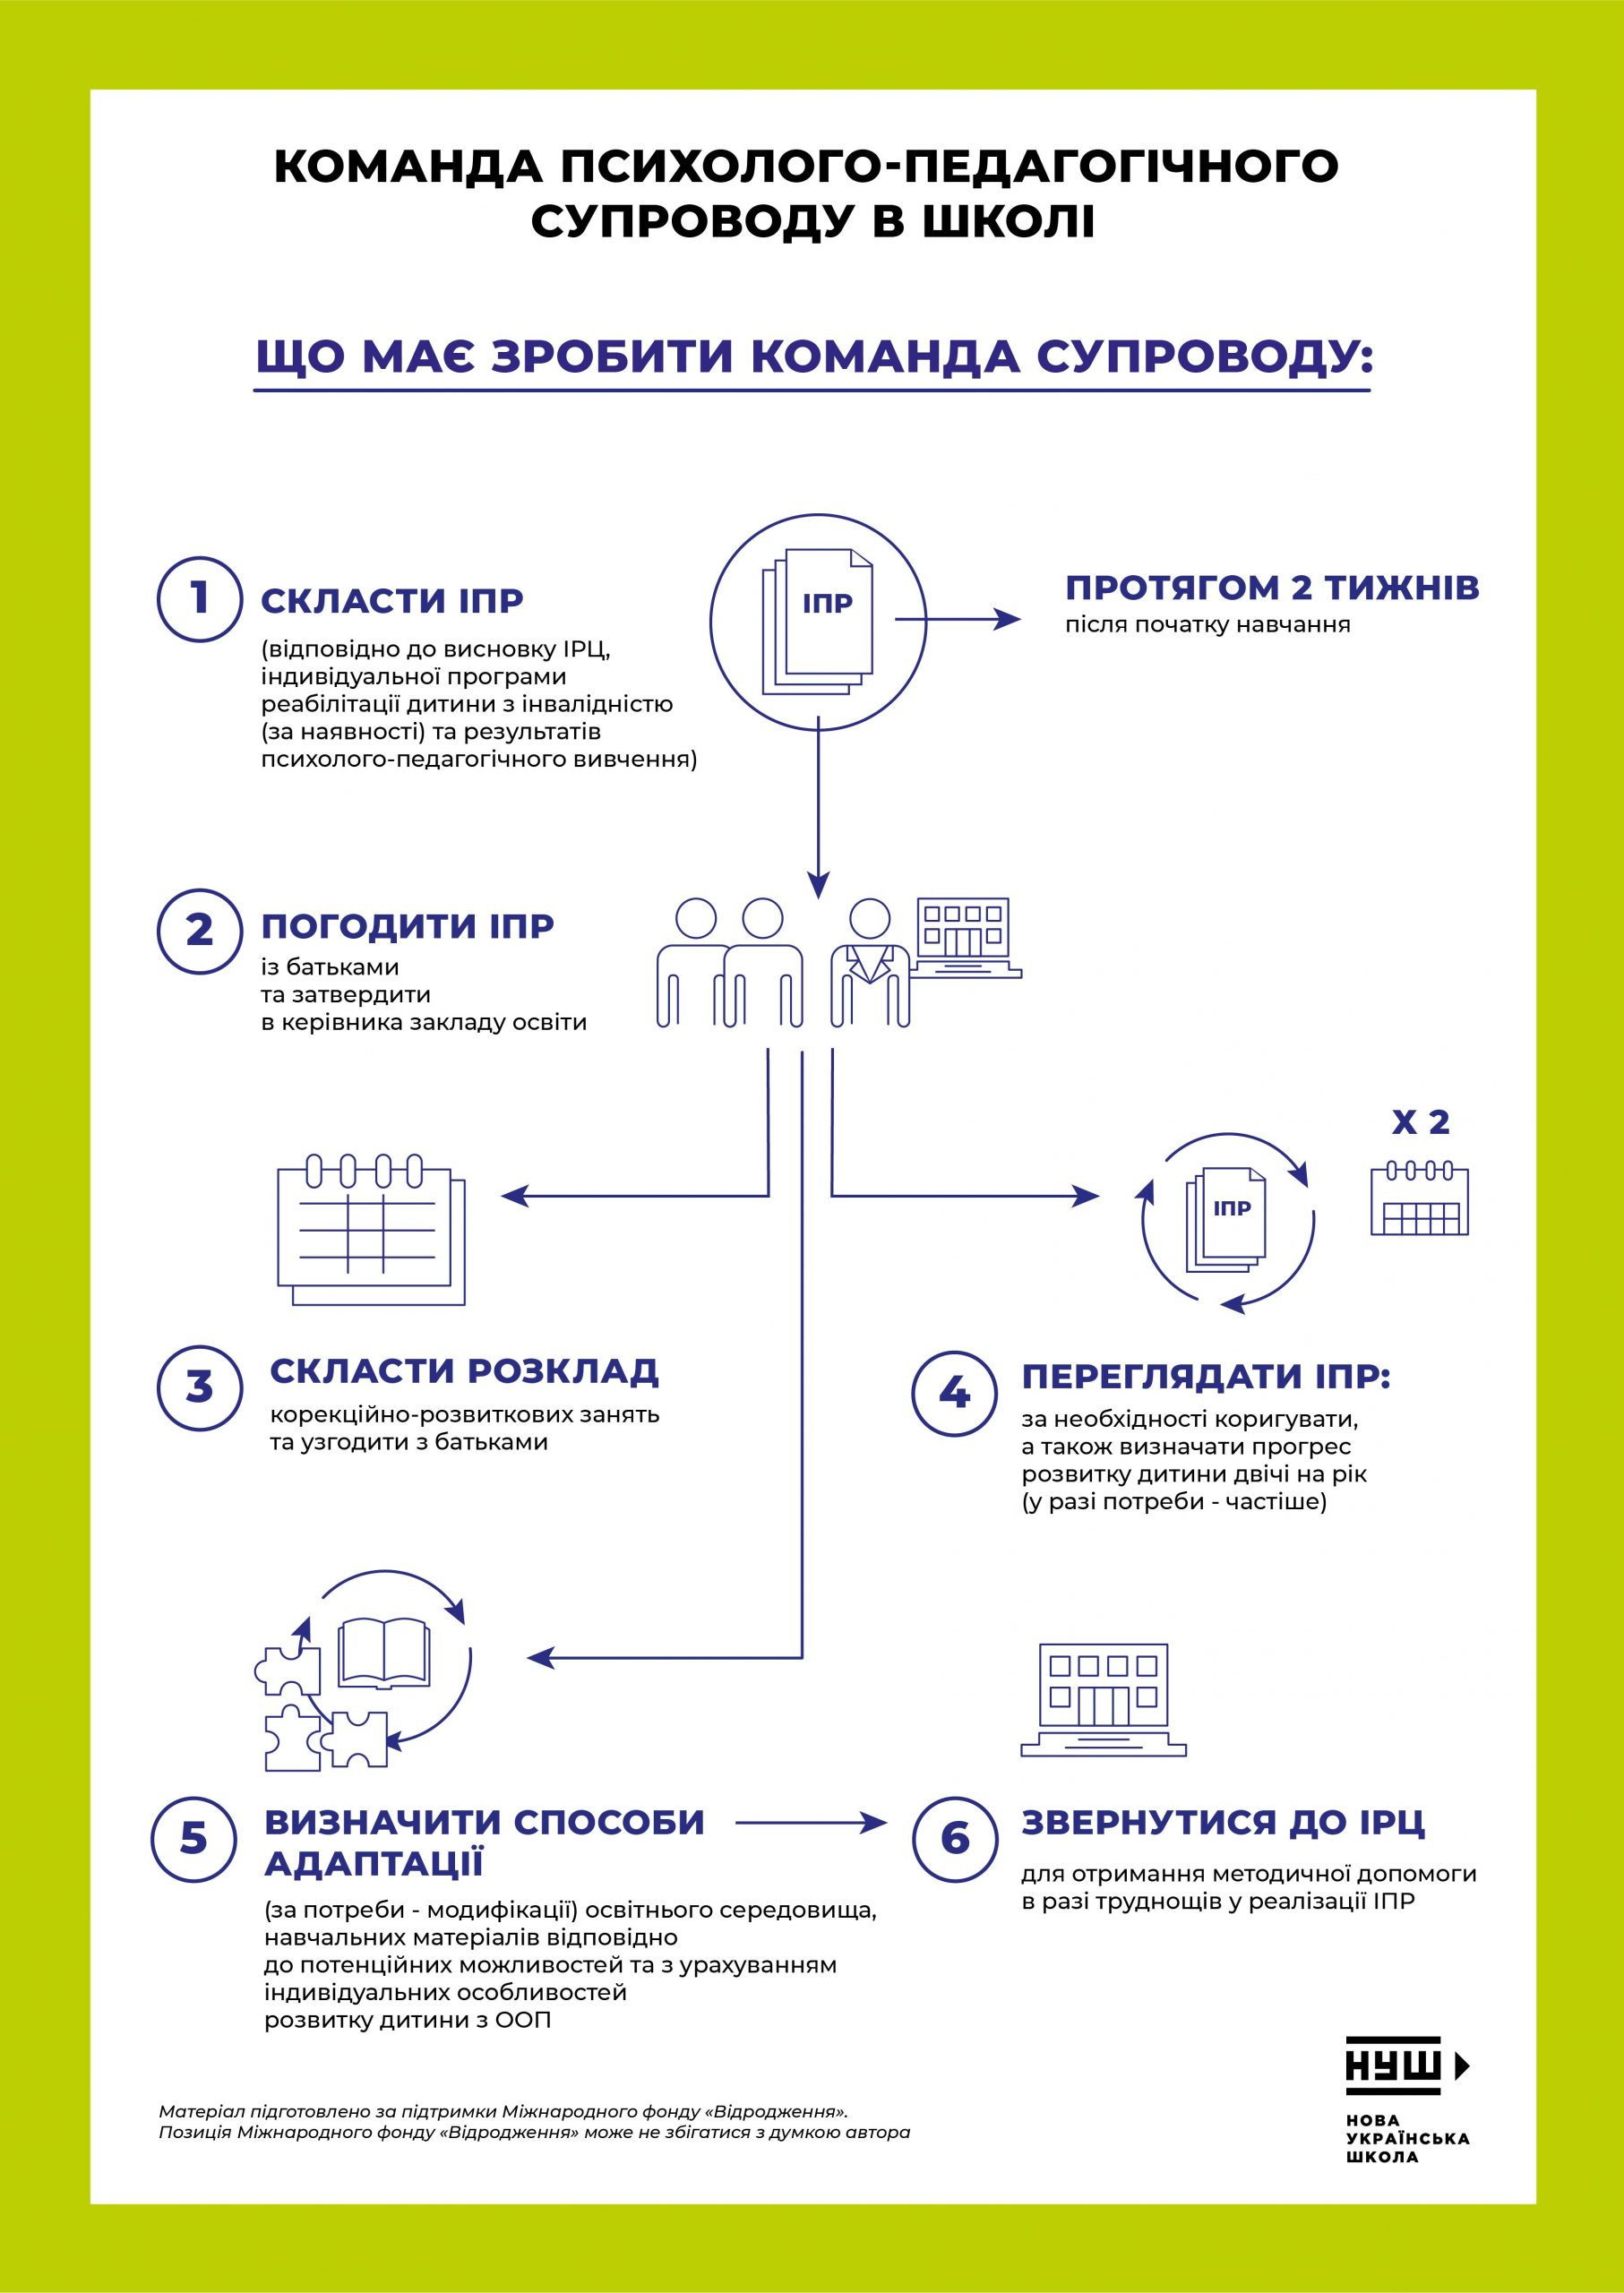 КОМАНДА ПСИХОЛОГО-ПЕДАГОГІЧНОГО
СУПРОВОДУ В ШКОЛІ
ЩО МАЄ ЗРОБИТИ КОМАНДА СУПРОВОДУ:
1
СКЛАСТИ ІПР
(відповідно до висновку ІРЦ,
індивідуальної програми
реабілітації дитини з інвалідністю
(за наявності) та результатів
психолого-педагогічного вивчення)
ІПР
ПРОТЯГОМ 2 ТИЖНІВ
після початку навчання
2
ПОГОДИТИ ІПР
із батьками
та затвердити
в керівника закладу освіти
ІПР
X 2
3
СКЛАСТИ РОЗКЛАД
корекційно-розвиткових занять
та узгодити з батьками
4
ПЕРЕГЛЯДАТИ ІПР:
за необхідності коригувати,
а також визначати прогрес
розвитку дитини двічі на рік
(у разі потреби - частіше)
5
ВИЗНАЧИТИ СПОСОБИ
АДАПТАЦІЇ
(за потреби - модифікації) освітнього середовища,
навчальних матеріалів відповідно
до потенційних можливостей та з урахуванням
індивідуальних особливостей
розвитку дитини з ООП
6
ЗВЕРНУТИСЯ ДО ІРЦ
для отримання методичної допомоги
в разі труднощів у реалізації ІПР
Матеріал підготовлено за підтримки Міжнародного фонду «Відродження».
Позиція Міжнародного фонду «Відродження» може не збігатися з думкою автора
НУШ
НОВА
УКРАЇНСЬКА
ШКОЛА